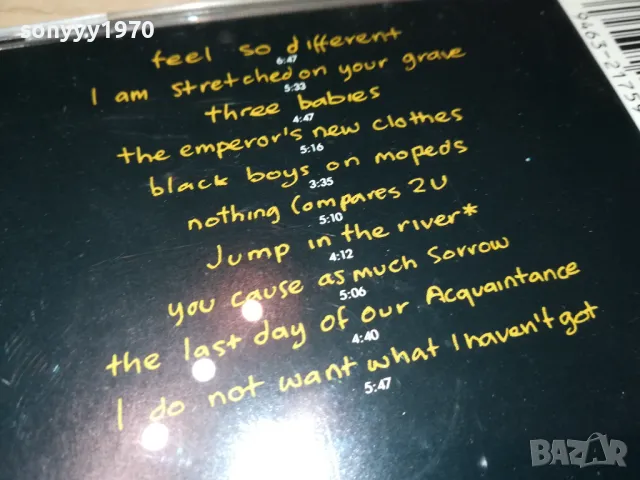 sonyyy1970
feel so different
6:47
I am stretched on your grave
5:33
three babies
4:47
the emperor's new clothes
5:16
black boys on mopeds
3:35
nothing Compares 2U
5:10
Jump in the river*
4:12
you cause as much Sorrow
5:06
the last day of our Acquaintance
4:40
I do not want what I haven't got
5:47
BAZAR
bg